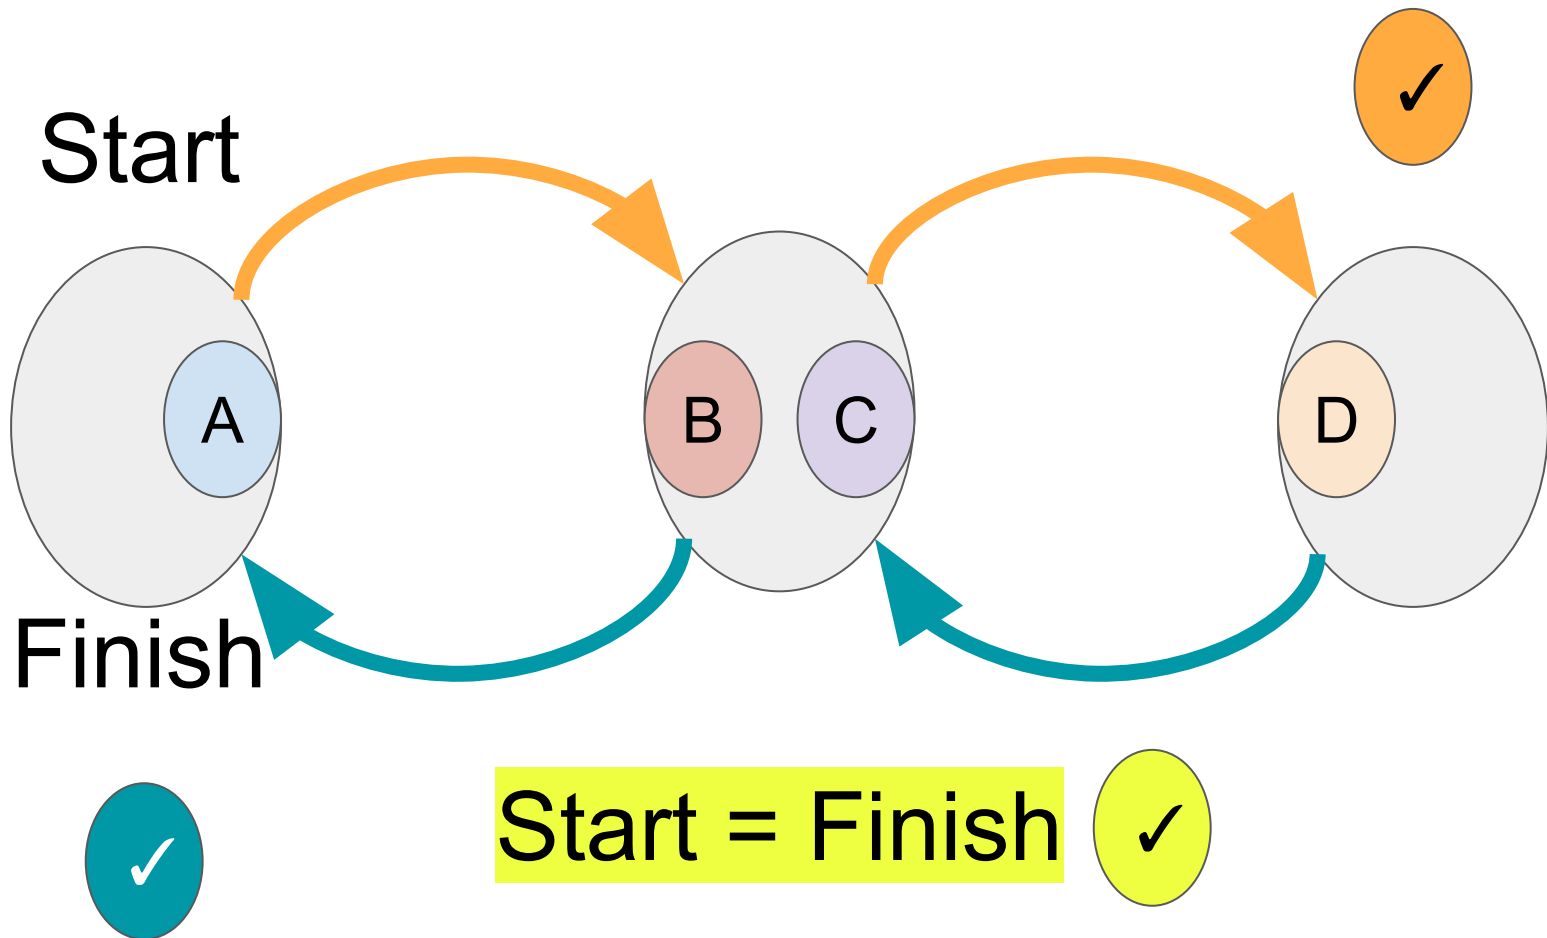 ✓
Start
A
B
C
D
Finish
Start = Finish
✓
✓